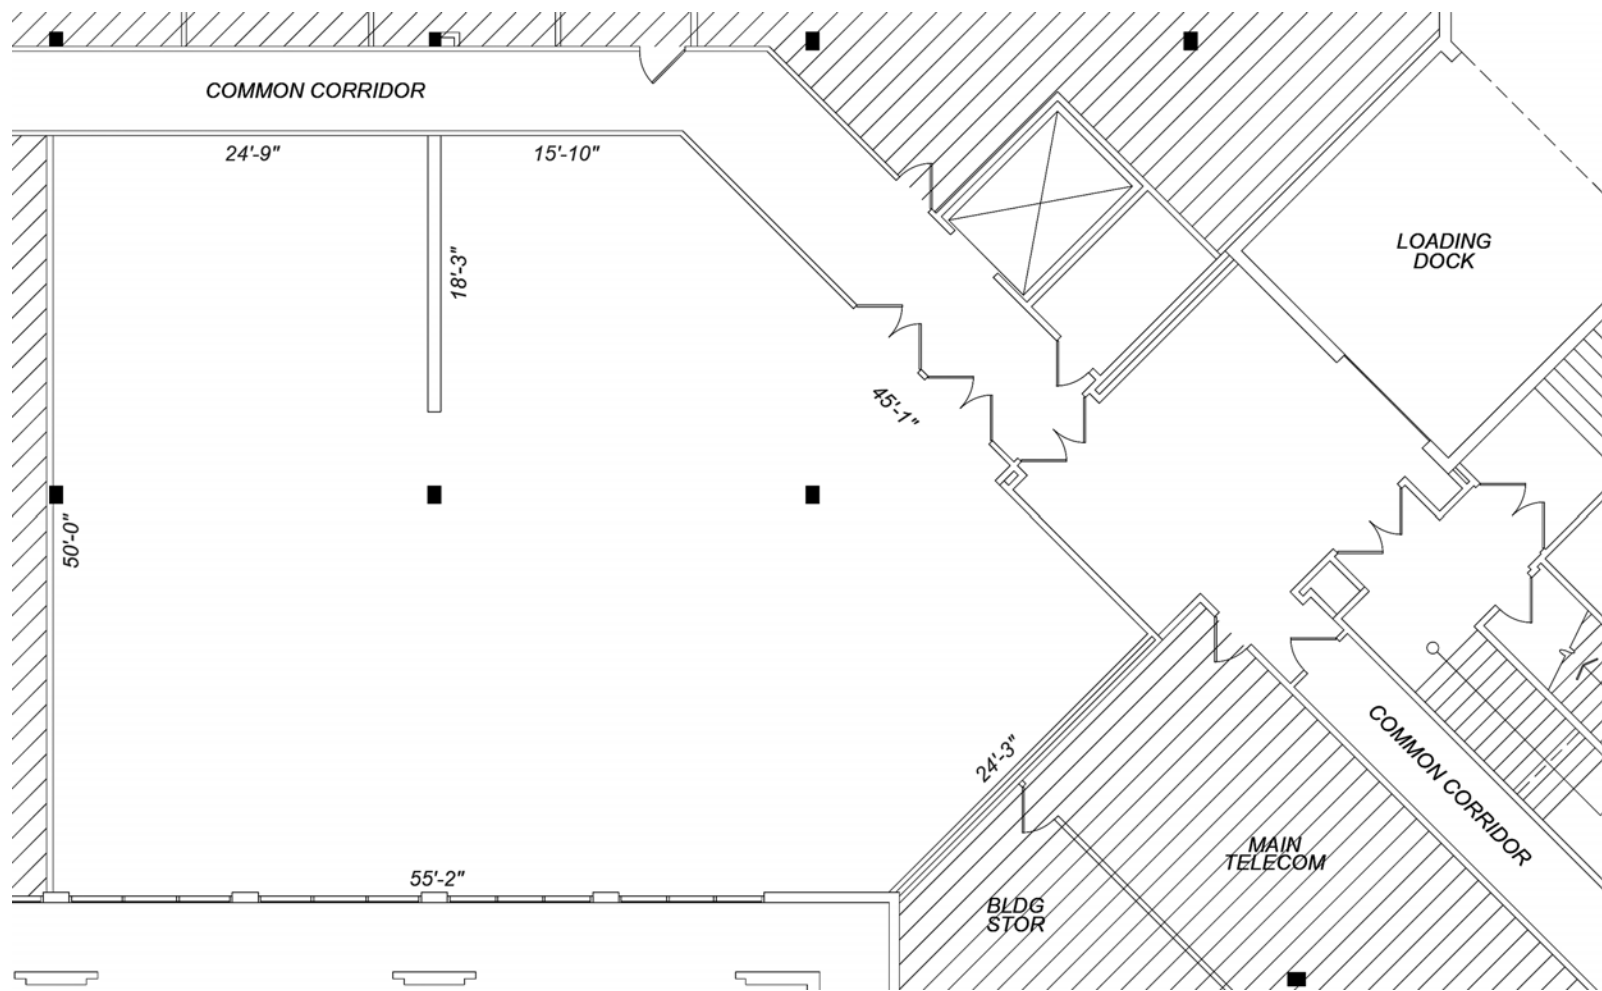 COMMON CORRIDOR
24'-9"
15'-10"
18'-3"
LOADING
DOCK
45'-1"
50'-0"
24'-3"
COMMON CORRIDOR
MAIN
TELECOM
55'-2"
BLDG
STOR